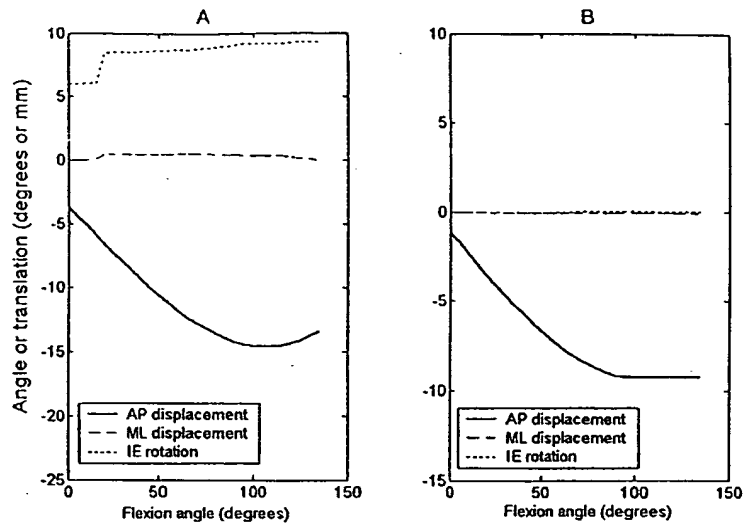 A
B
Angle or translation (degrees or mm)
10
5
0
-5
-10
-15
-20
-25
AP displacement
ML displacement
IE rotation
0
50
100
150
Flexion angle (degrees)
10
5
0
-5
-10
-15
AP displacement
ML displacement
IE rotation
0
50
100
150
Flexion angle (degrees)